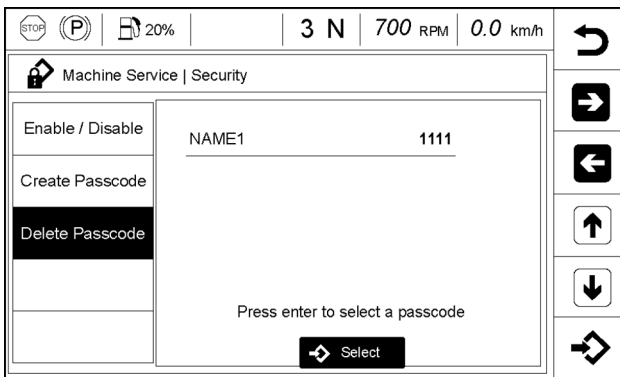 STOP P 20% 3 N 700 RPM 0.0 km/h
Machine Service | Security
Enable / Disable
NAME1 1111
Create Passcode
Delete Passcode
Press enter to select a passcode
Select